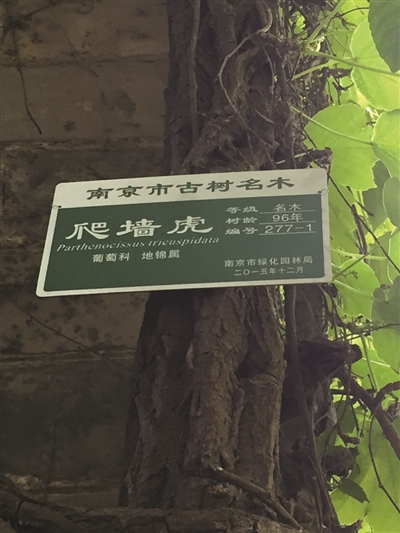 南京市古树名木
爬墙虎
Parthenocissus tricuspidata
葡萄科 地锦属
等级 名木
树龄 96年
编号 277-1
南京市绿化园林局
二〇一五年十二月